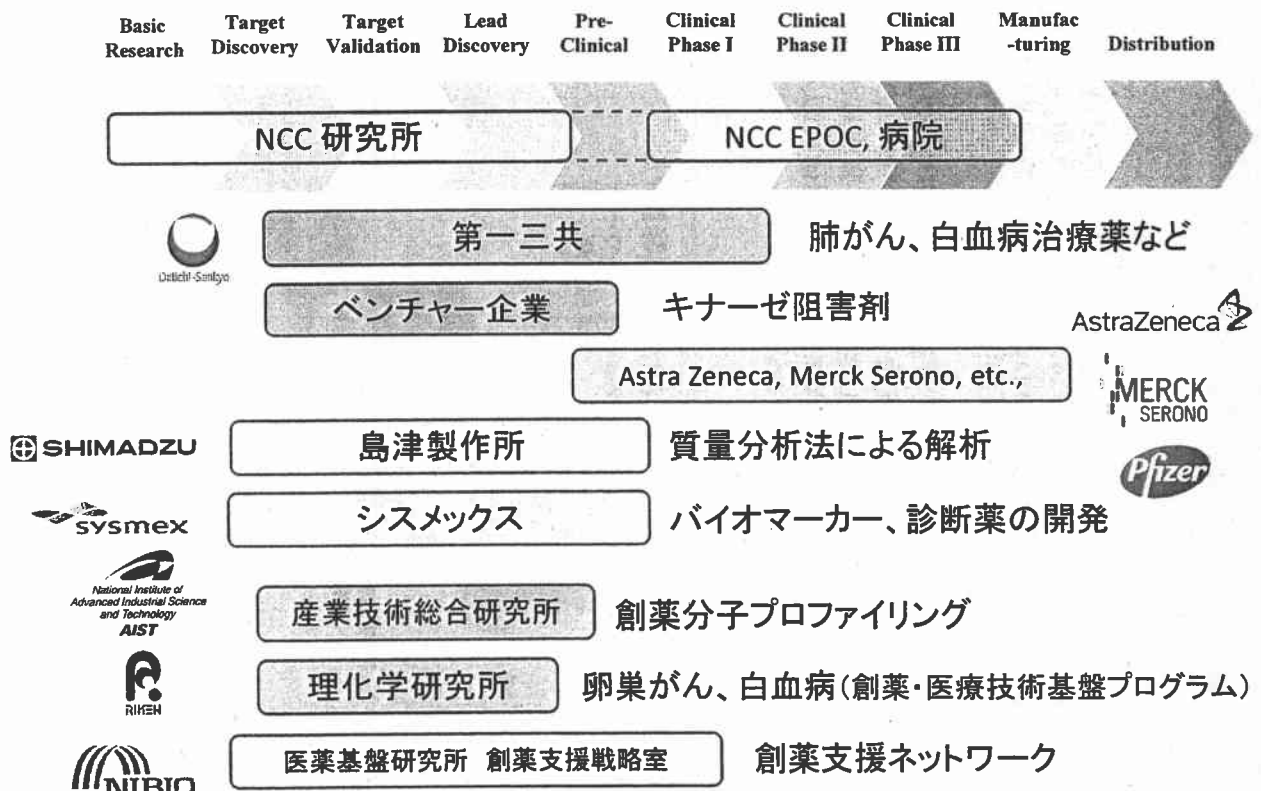 Basic Research
Target Discovery
Target Validation
Lead Discovery
Pre-Clinical
Clinical Phase I
Clinical Phase II
Clinical Phase III
Manufac-turing
Distribution
NCC 研究所
NCC EPOC, 病院
Daiichi-Sankyo
第一三共
肺がん、白血病治療薬など
ベンチャー企業
キナーゼ阻害剤
AstraZeneca
Astra Zeneca, Merck Serono, etc.,
MERCK
SERONO
SHIMADZU
島津製作所
質量分析法による解析
Pfizer
sysmex
シスメックス
バイオマーカー、診断薬の開発
National Institute of
Advanced Industrial Science
and Technology
AIST
産業技術総合研究所
創薬分子プロファイリング
RIKEN
理化学研究所
卵巣がん、白血病(創薬・医療技術基盤プログラム)
NIBIO
医薬基盤研究所 創薬支援戦略室
創薬支援ネットワーク